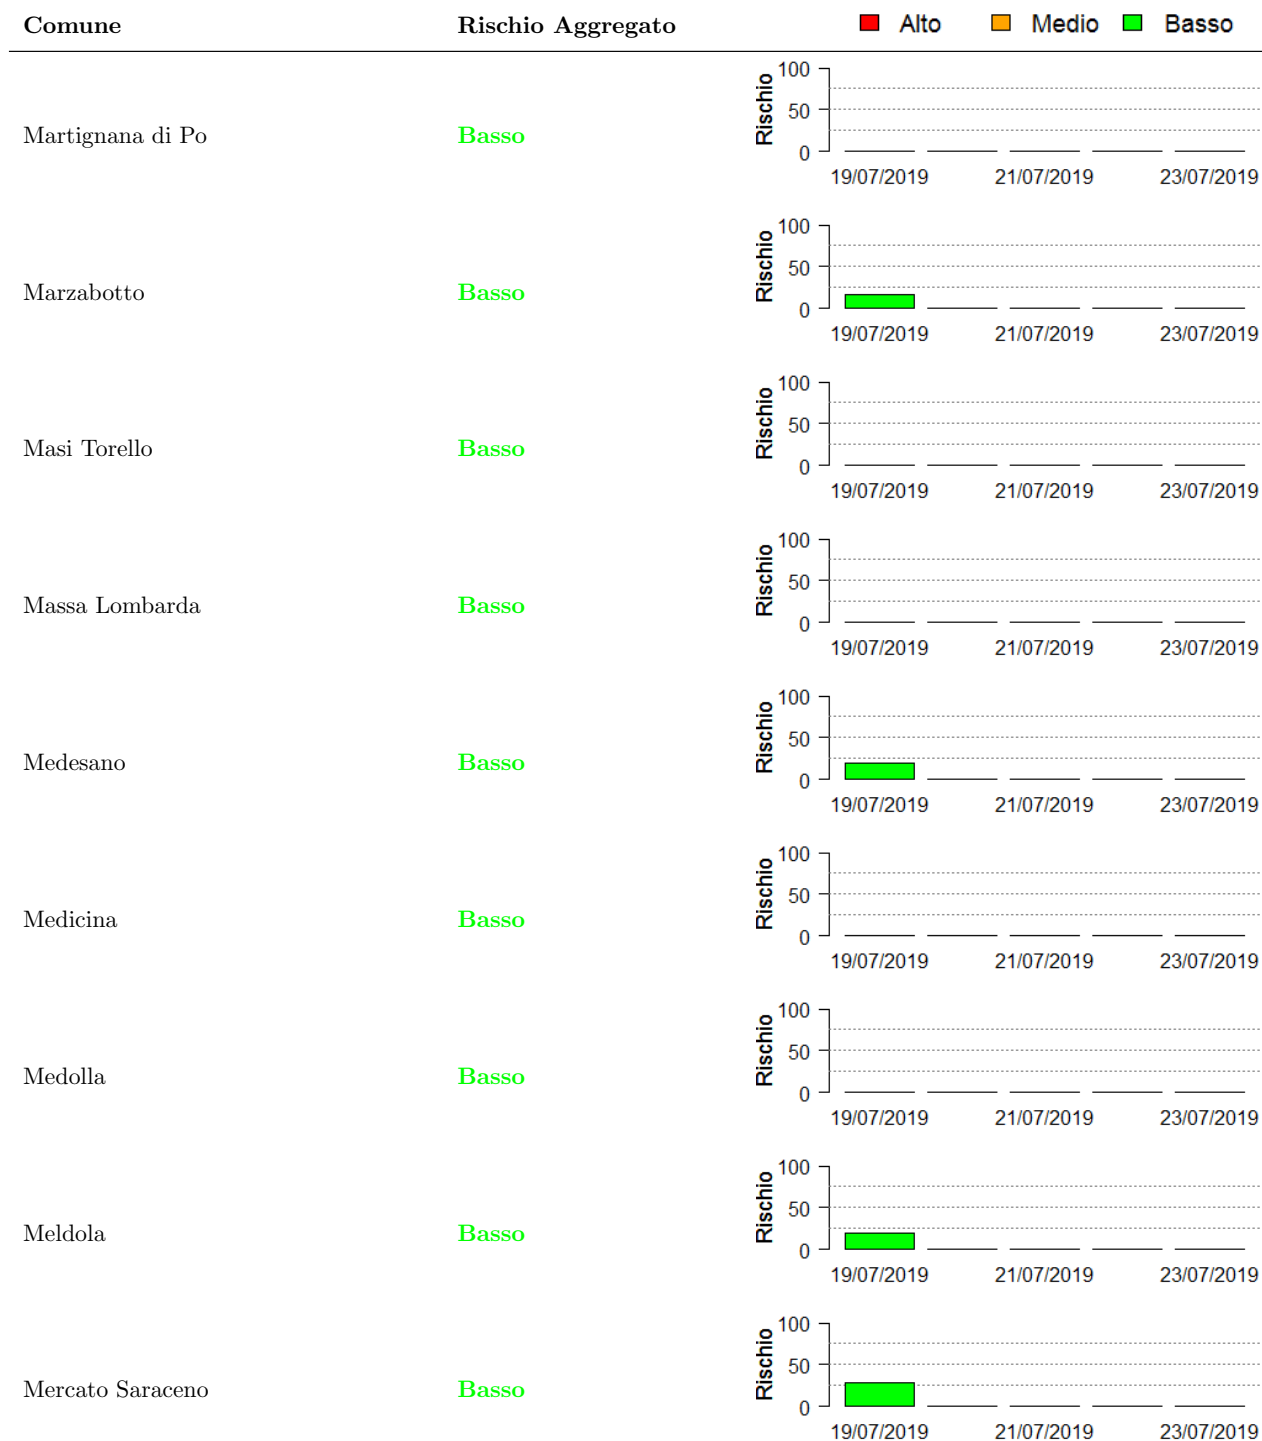 Comune Rischio Aggregato Alto Medio Basso
Martignana di Po Basso
Rischio
100
50
0
19/07/2019 21/07/2019 23/07/2019
Marzabotto Basso
Rischio
100
50
0
19/07/2019 21/07/2019 23/07/2019
Masi Torello Basso
Rischio
100
50
0
19/07/2019 21/07/2019 23/07/2019
Massa Lombarda Basso
Rischio
100
50
0
19/07/2019 21/07/2019 23/07/2019
Medesano Basso
Rischio
100
50
0
19/07/2019 21/07/2019 23/07/2019
Medicina Basso
Rischio
100
50
0
19/07/2019 21/07/2019 23/07/2019
Medolla Basso
Rischio
100
50
0
19/07/2019 21/07/2019 23/07/2019
Meldola Basso
Rischio
100
50
0
19/07/2019 21/07/2019 23/07/2019
Mercato Saraceno Basso
Rischio
100
50
0
19/07/2019 21/07/2019 23/07/2019